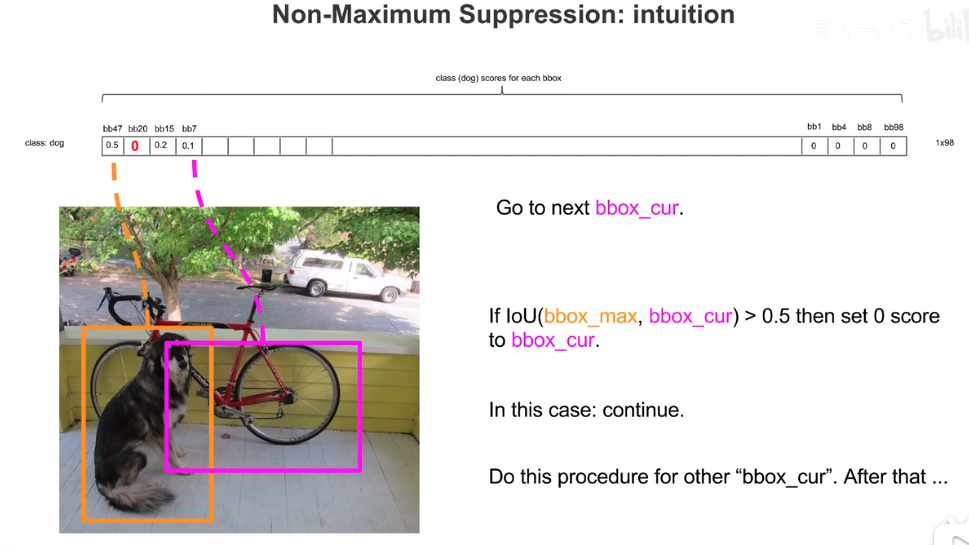 Non-Maximum Suppression: intuition
class (dog) scores for each bbox
bb47 bb20 bb15 bb7 bb1 bb4 bb8 bb98
class: dog 0.5 0 0.2 0.1 0 0 0 0 1x98
Go to next bbox_cur.
If IoU(bbox_max, bbox_cur) > 0.5 then set 0 score
to bbox_cur.
In this case: continue.
Do this procedure for other “bbox_cur”. After that ...